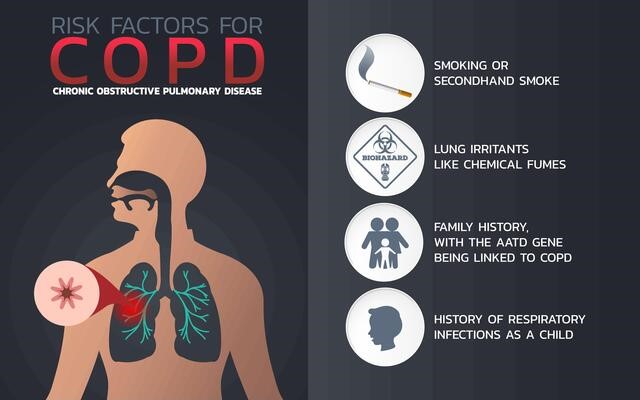 RISK FACTORS FOR
COPD
CHRONIC OBSTRUCTIVE PULMONARY DISEASE
SMOKING OR
SECONDHAND SMOKE
BIOHAZARD
LUNG IRRITANTS
LIKE CHEMICAL FUMES
FAMILY HISTORY,
WITH THE AATD GENE
BEING LINKED TO COPD
HISTORY OF RESPIRATORY
INFECTIONS AS A CHILD